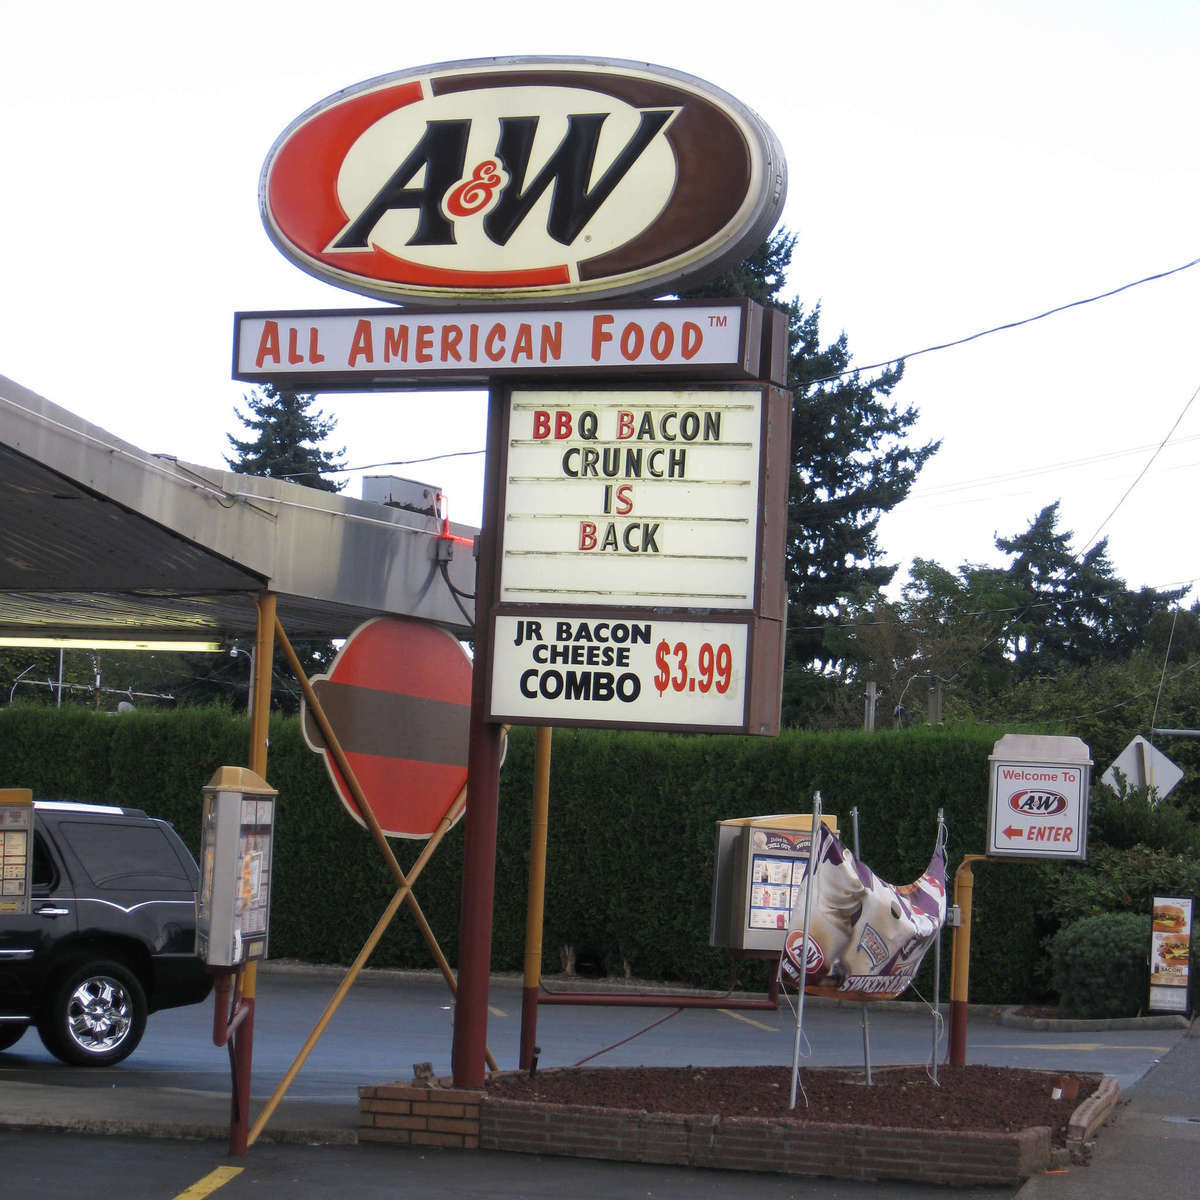 A&W®
ALL AMERICAN FOOD™
BBQ BACON
CRUNCH
IS
BACK
JR BACON
CHEESE
COMBO
$3.99
Welcome To
A&W
ENTER
A&W